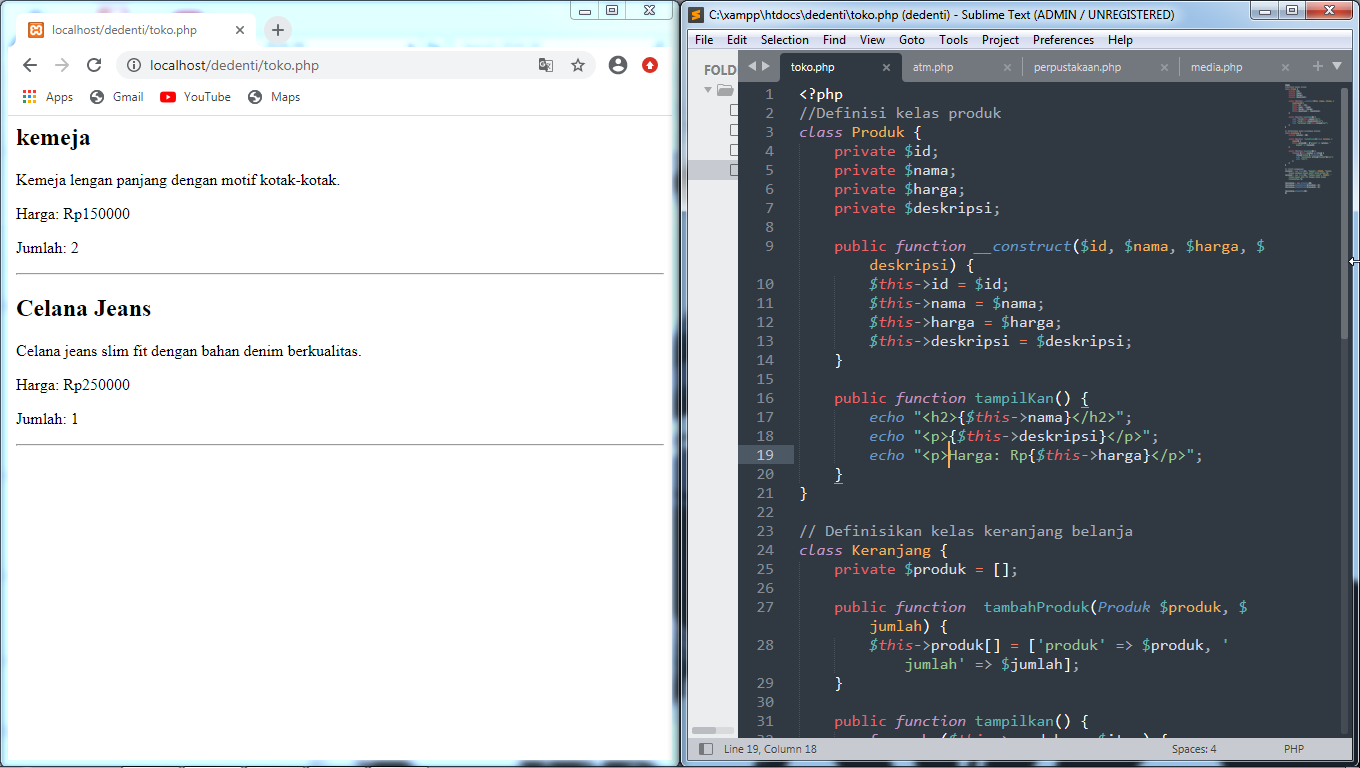 localhost/dedenti/toko.php
localhost/dedenti/toko.php
Apps Gmail YouTube Maps
kemeja
Kemeja lengan panjang dengan motif kotak-kotak.
Harga: Rp150000
Jumlah: 2
Celana Jeans
Celana jeans slim fit dengan bahan denim berkualitas.
Harga: Rp250000
Jumlah: 1
C:\xampp\htdocs\dedenti\toko.php (dedenti) - Sublime Text (ADMIN / UNREGISTERED)
File Edit Selection Find View Goto Tools Project Preferences Help
FOLD
toko.php atm.php perpustakaan.php media.php
1 <?php
2 //Definisi kelas produk
3 class Produk {
4     private $id;
5     private $nama;
6     private $harga;
7     private $deskripsi;
8
9     public function __construct($id, $nama, $harga, $
        deskripsi) {
10         $this->id = $id;
11         $this->nama = $nama;
12         $this->harga = $harga;
13         $this->deskripsi = $deskripsi;
14     }
15
16     public function tampilKan() {
17         echo "<h2>{$this->nama}</h2>";
18         echo "<p>{$this->deskripsi}</p>";
19         echo "<p>Harga: Rp{$this->harga}</p>";
20     }
21 }
22
23 // Definisikan kelas keranjang belanja
24 class Keranjang {
25     private $produk = [];
26
27     public function  tambahProduk(Produk $produk, $
        jumlah) {
28         $this->produk[] = ['produk' => $produk, '
            jumlah' => $jumlah];
29     }
30
31     public function tampilkan() {
Line 19, Column 18 Spaces: 4 PHP